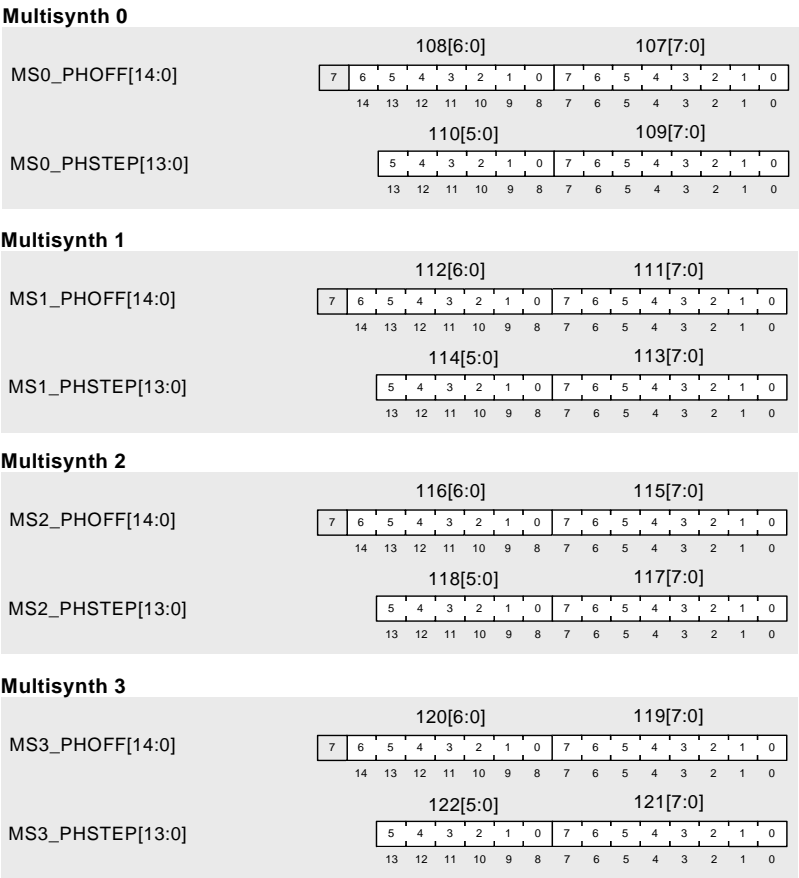 Multisynth 0
108[6:0] 107[7:0]
MS0_PHOFF[14:0] 7 6 5 4 3 2 1 0 7 6 5 4 3 2 1 0
14 13 12 11 10 9 8 7 6 5 4 3 2 1 0
110[5:0] 109[7:0]
MS0_PHSTEP[13:0] 5 4 3 2 1 0 7 6 5 4 3 2 1 0
13 12 11 10 9 8 7 6 5 4 3 2 1 0
Multisynth 1
112[6:0] 111[7:0]
MS1_PHOFF[14:0] 7 6 5 4 3 2 1 0 7 6 5 4 3 2 1 0
14 13 12 11 10 9 8 7 6 5 4 3 2 1 0
114[5:0] 113[7:0]
MS1_PHSTEP[13:0] 5 4 3 2 1 0 7 6 5 4 3 2 1 0
13 12 11 10 9 8 7 6 5 4 3 2 1 0
Multisynth 2
116[6:0] 115[7:0]
MS2_PHOFF[14:0] 7 6 5 4 3 2 1 0 7 6 5 4 3 2 1 0
14 13 12 11 10 9 8 7 6 5 4 3 2 1 0
118[5:0] 117[7:0]
MS2_PHSTEP[13:0] 5 4 3 2 1 0 7 6 5 4 3 2 1 0
13 12 11 10 9 8 7 6 5 4 3 2 1 0
Multisynth 3
120[6:0] 119[7:0]
MS3_PHOFF[14:0] 7 6 5 4 3 2 1 0 7 6 5 4 3 2 1 0
14 13 12 11 10 9 8 7 6 5 4 3 2 1 0
122[5:0] 121[7:0]
MS3_PHSTEP[13:0] 5 4 3 2 1 0 7 6 5 4 3 2 1 0
13 12 11 10 9 8 7 6 5 4 3 2 1 0